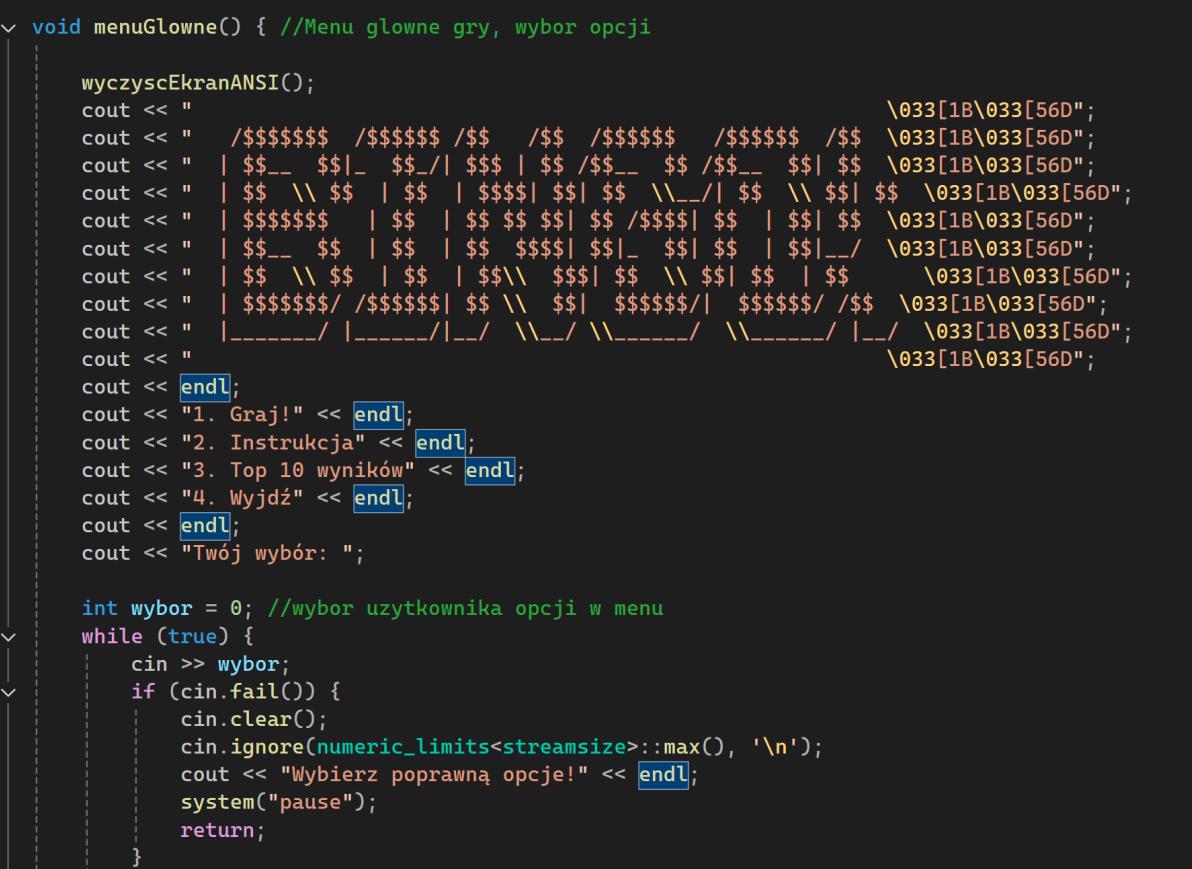 void menuGlowne() { //Menu glowne gry, wybor opcji
    wyczyscEkranANSI();
    cout << "                                                        \033[1B\033[56D";
    cout << "   /$$$$$$$  /$$$$$$ /$$   /$$  /$$$$$$   /$$$$$$  /$$  \033[1B\033[56D";
    cout << "  | $$__  $$|_  $$_/| $$$ | $$ /$$__  $$ /$$__  $$| $$  \033[1B\033[56D";
    cout << "  | $$  \\ $$  | $$  | $$$$| $$| $$  \\__/| $$  \\ $$| $$  \033[1B\033[56D";
    cout << "  | $$$$$$$   | $$  | $$ $$ $$| $$ /$$$$| $$  | $$| $$  \033[1B\033[56D";
    cout << "  | $$__  $$  | $$  | $$  $$$$| $$|_  $$| $$  | $$|__/  \033[1B\033[56D";
    cout << "  | $$  \\ $$  | $$  | $$\\  $$$| $$  \\ $$| $$  | $$      \033[1B\033[56D";
    cout << "  | $$$$$$$/ /$$$$$$| $$ \\  $$|  $$$$$$/|  $$$$$$/ /$$  \033[1B\033[56D";
    cout << "  |_______/ |______/|__/  \\__/ \\______/  \\______/ |__/  \033[1B\033[56D";
    cout << "                                                        \033[1B\033[56D";
    cout << endl;
    cout << "1. Graj!" << endl;
    cout << "2. Instrukcja" << endl;
    cout << "3. Top 10 wyników" << endl;
    cout << "4. Wyjdź" << endl;
    cout << endl;
    cout << "Twój wybór: ";
    int wybor = 0; //wybor uzytkownika opcji w menu
    while (true) {
        cin >> wybor;
        if (cin.fail()) {
            cin.clear();
            cin.ignore(numeric_limits<streamsize>::max(), '\n');
            cout << "Wybierz poprawną opcje!" << endl;
            system("pause");
            return;
        }